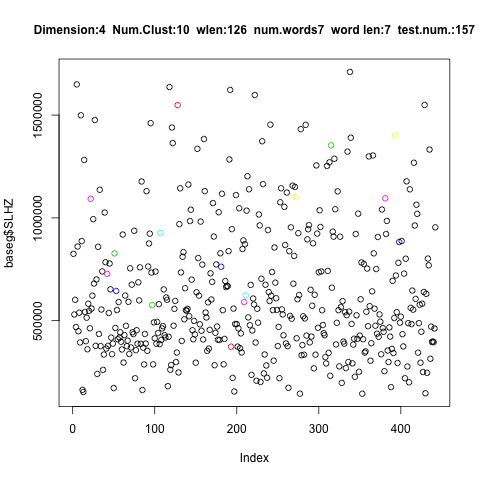 Dimension:4 Num.Clust:10 wlen:126 num.words7 word len:7 test.num.:157
baseg$SLHZ
1500000
1000000
500000
0 100 200 300 400
Index